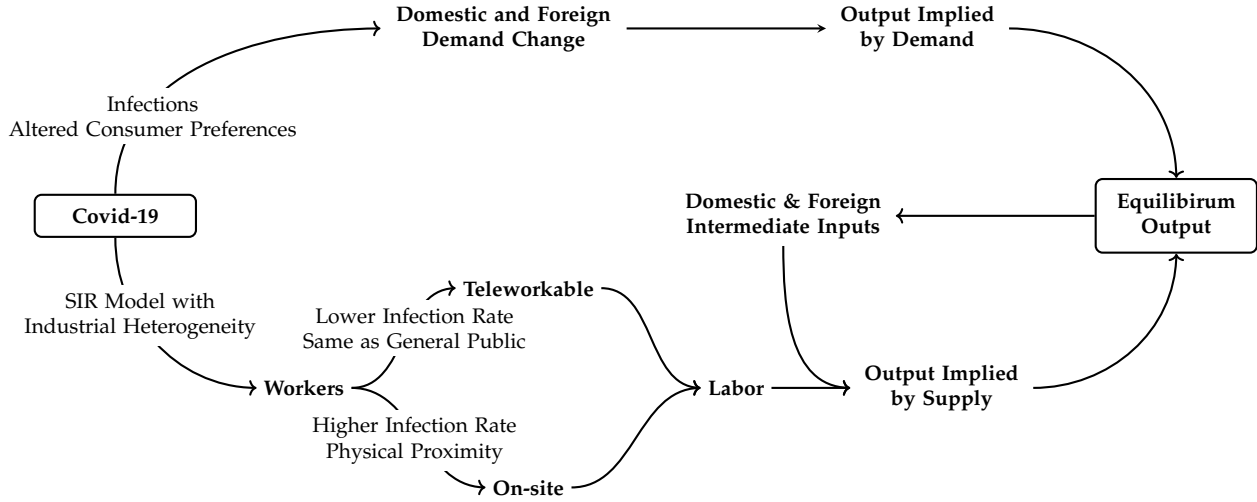 Domestic and Foreign
Demand Change
Output Implied
by Demand
Infections
Altered Consumer Preferences
Covid-19
Domestic & Foreign
Intermediate Inputs
Equilibirum
Output
SIR Model with
Industrial Heterogeneity
Teleworkable
Lower Infection Rate
Same as General Public
Workers
Labor
Output Implied
by Supply
Higher Infection Rate
Physical Proximity
On-site